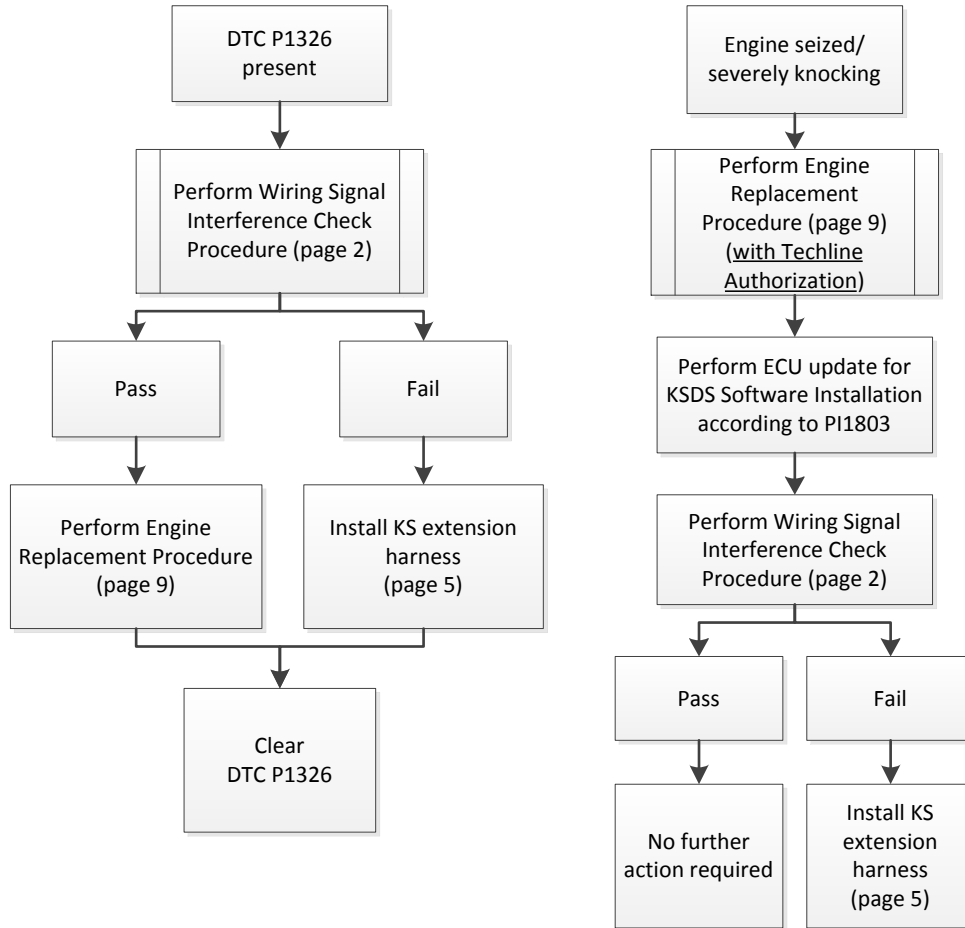 DTC P1326
present
Perform Wiring Signal
Interference Check
Procedure (page 2)
Pass
Fail
Perform Engine
Replacement Procedure
(page 9)
Install KS extension
harness
(page 5)
Clear
DTC P1326
Engine seized/
severely knocking
Perform Engine
Replacement
Procedure (page 9)
(with Techline
Authorization)
Perform ECU update for
KSDS Software Installation
according to PI1803
Perform Wiring Signal
Interference Check
Procedure (page 2)
Pass
Fail
No further
action required
Install KS
extension
harness
(page 5)